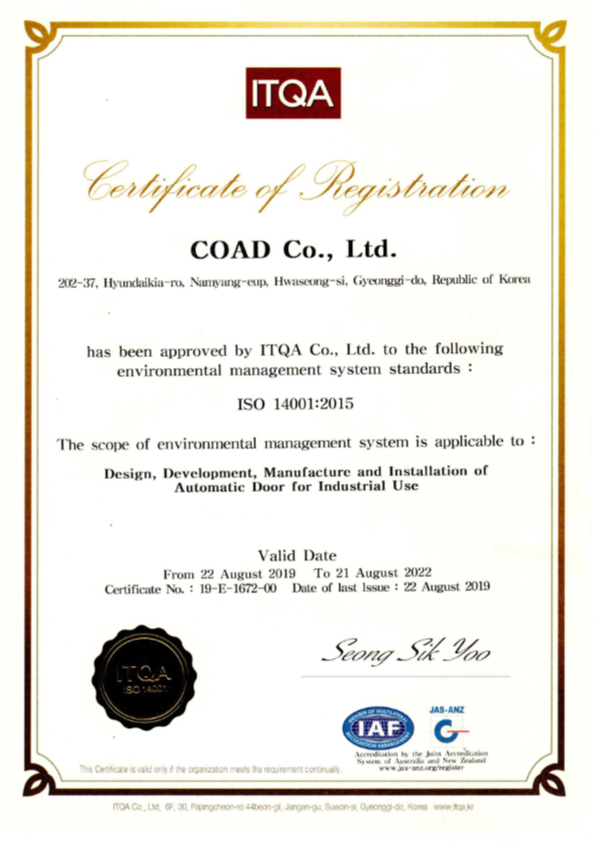 ITQA
Certificate of Registration
COAD Co., Ltd.
202-37, Hyundaikia-ro, Namyang-eup, Hwaseong-si, Gyeonggi-do, Republic of Korea
has been approved by ITQA Co., Ltd. to the following
environmental management system standards :
ISO 14001:2015
The scope of environmental management system is applicable to :
Design, Development, Manufacture and Installation of
Automatic Door for Industrial Use
Valid Date
From 22 August 2019 To 21 August 2022
Certificate No. : 19-E-1672-00 Date of last Issue : 22 August 2019
Seong Sik Yoo
ITQA
ISO 14001
MEMBER OF MULTILATERAL
IAF
RECOGNITION ARRANGEMENT
JAS-ANZ
Accreditation by the Joint Accreditation
System of Australia and New Zealand
www.jas-anz.org/register
This Certificate is valid only if the organization meets the requirement continually.
ITQA Co., Ltd, 6F, 30, Pajangcheon-ro 44beon-gil, Jangan-gu, Suwon-si, Gyeonggi-do, Korea www.itqa.kr